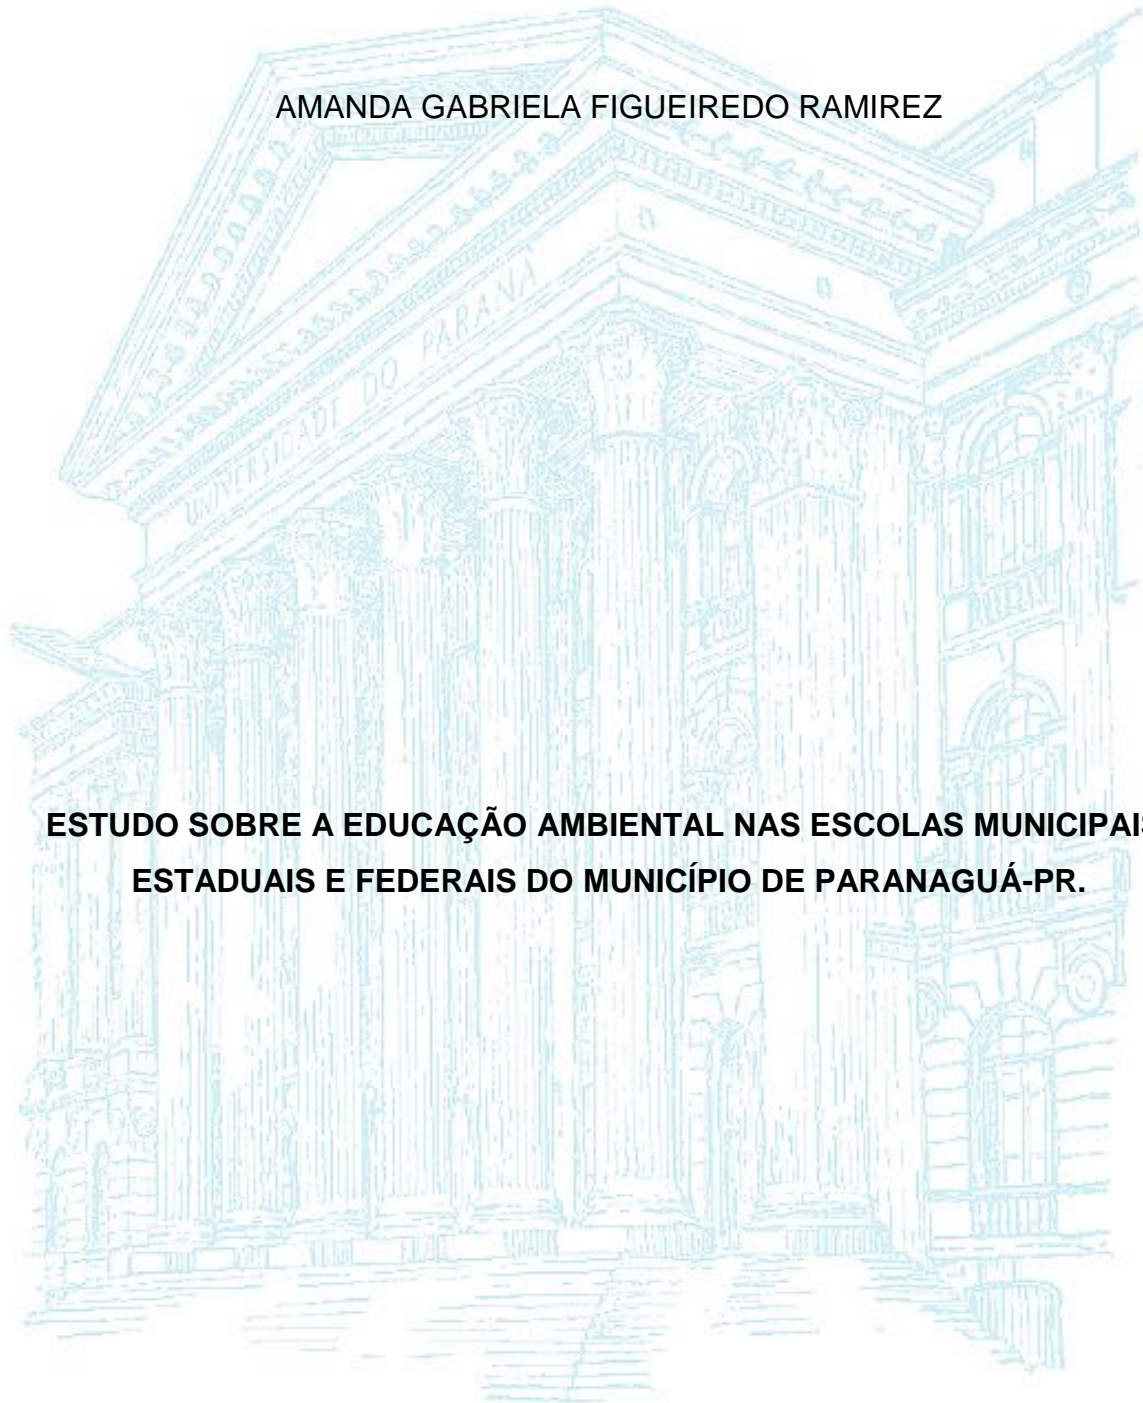 AMANDA GABRIELA FIGUEIREDO RAMIREZ
UNIVERSIDADE DO PARANÁ
ESTUDO SOBRE A EDUCAÇÃO AMBIENTAL NAS ESCOLAS MUNICIPAIS
ESTADUAIS E FEDERAIS DO MUNICÍPIO DE PARANAGUÁ-PR.